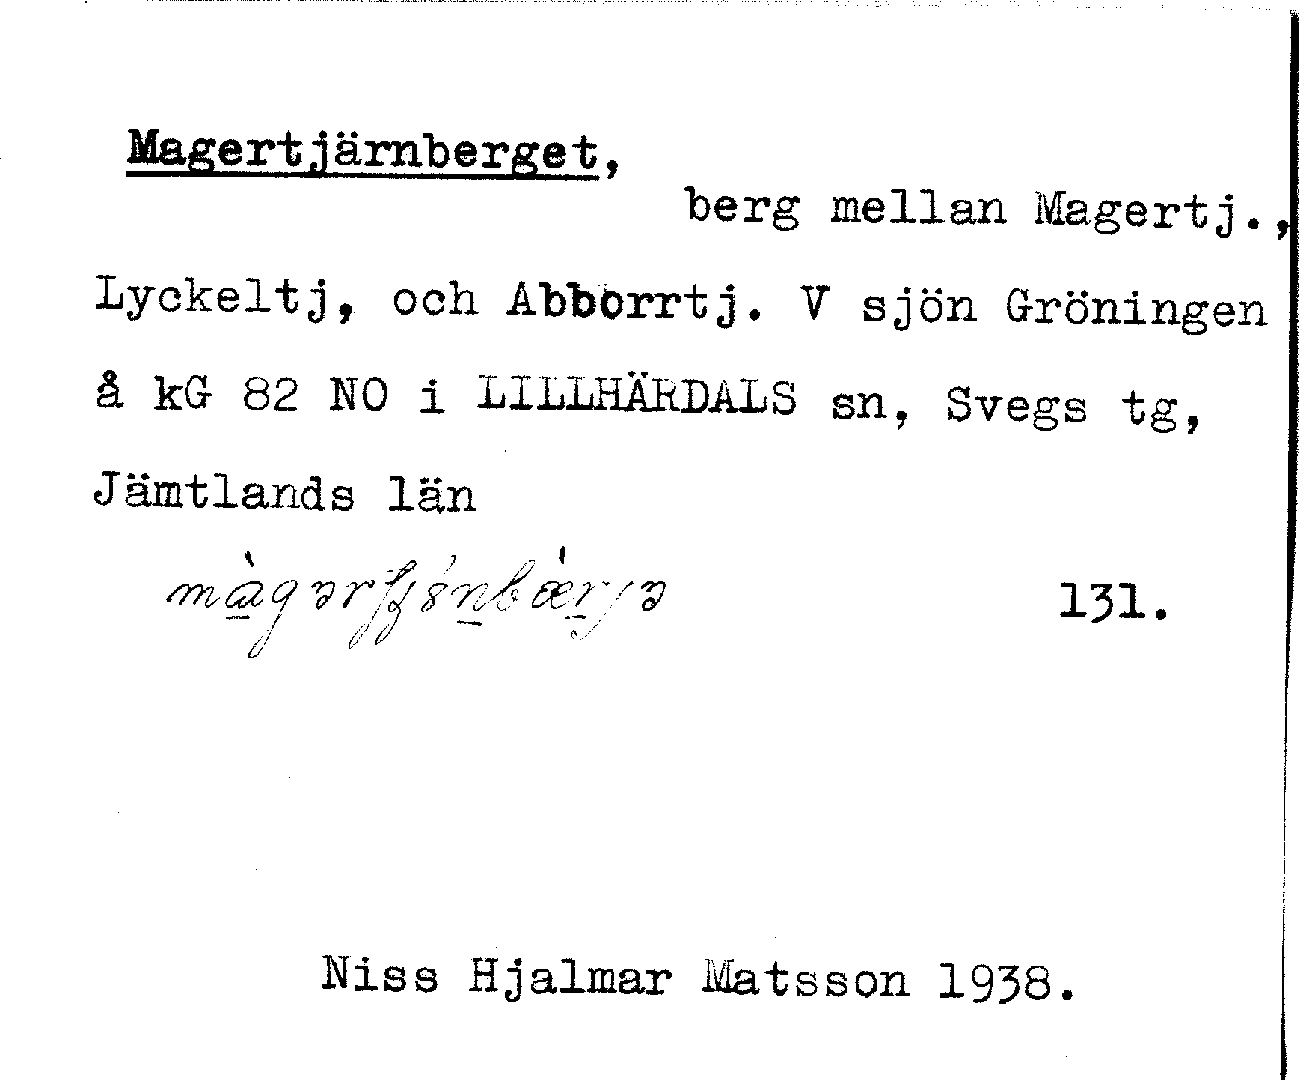 Magertjärnberget,
berg mellan Magertj.,
Lyckeltj, och Abborrtj. V sjön Gröningen
å kG 82 NO i LILLHÄRDALS sn, Svegs tg,
Jämtlands län
131.
Niss Hjalmar Matsson 1938.